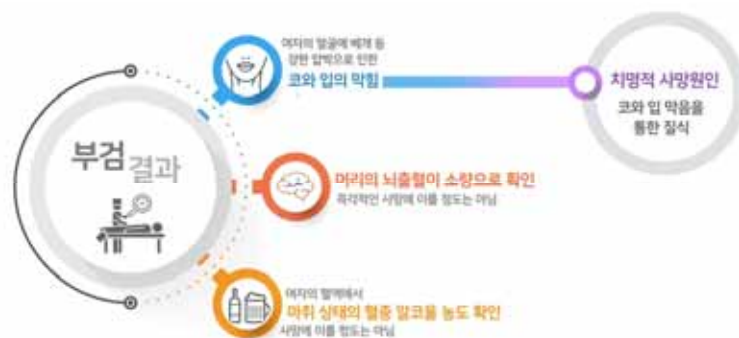 부검 결과
여자의 얼굴에 베개 등
강한 압박으로 인한
코와 입의 막힘
치명적 사망원인
코와 입 막음을
통한 질식
머리의 뇌출혈이 소량으로 확인
즉각적인 사망에 이를 정도는 아님
여자의 혈액에서
마취 상태의 혈중 알코올 농도 확인
사망에 이를 정도는 아님